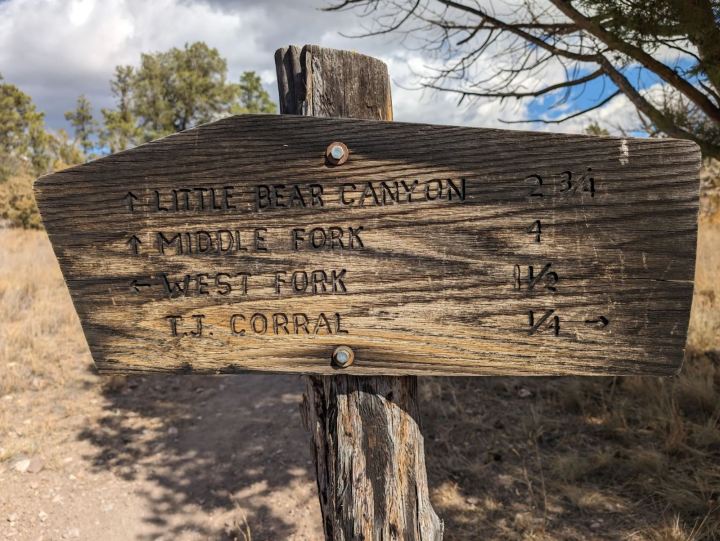 ↑ LITTLE BEAR CANYON 2 3/4
↑ MIDDLE FORK 4
← WEST FORK 1 1/2
T.J. CORRAL 1/4 →